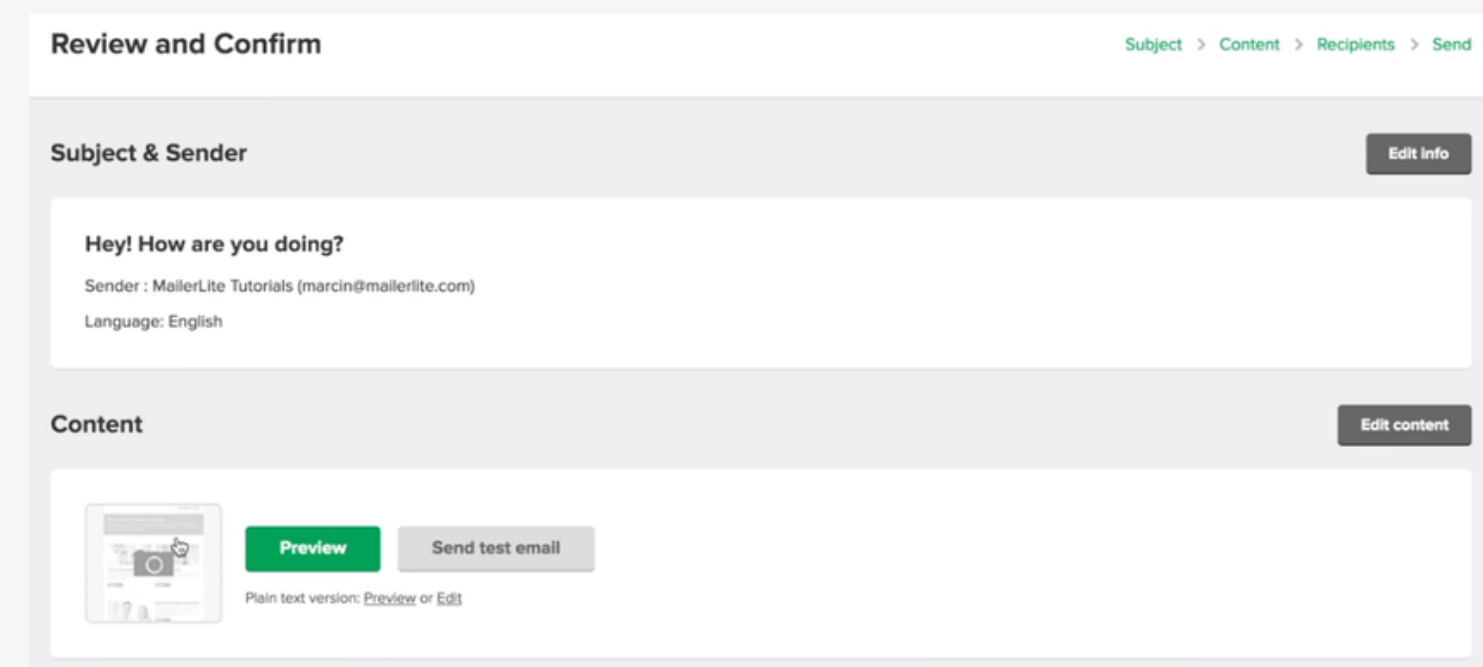 Review and Confirm
Subject > Content > Recipients > Send
Subject & Sender
Edit info
Hey! How are you doing?
Sender : MailerLite Tutorials (marcin@mailerlite.com)
Language: English
Content
Edit content
Preview
Send test email
Plain text version: Preview or Edit